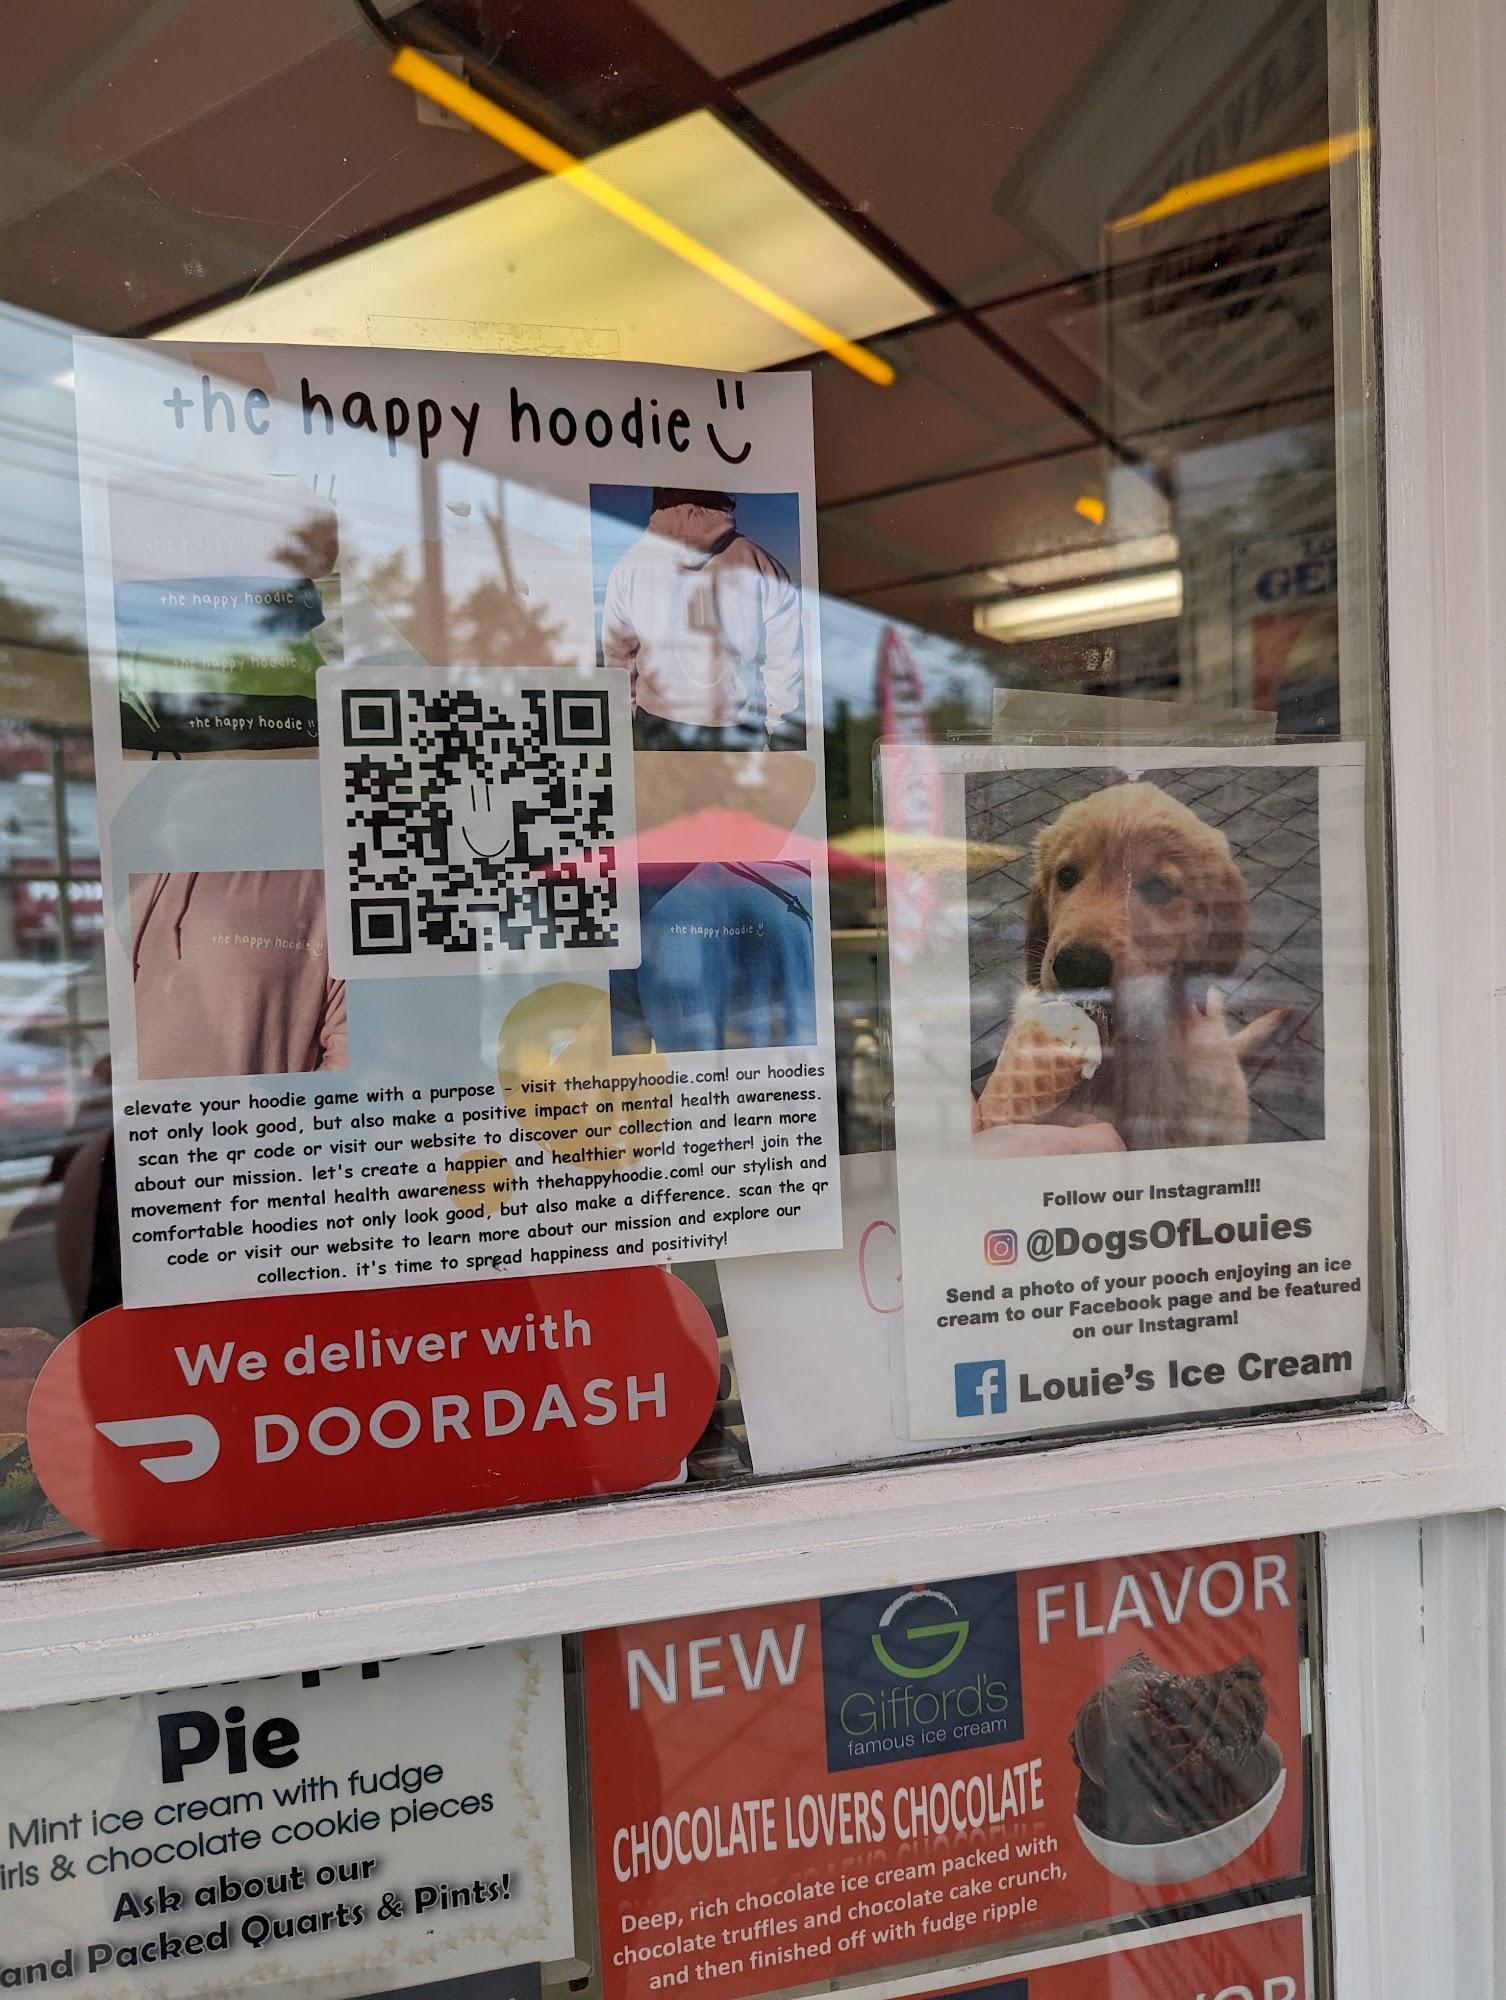 the happy hoodie
the happy hoodie
the happy hoodie
the happy hoodie
the happy hoodie
the happy hoodie
elevate your hoodie game with a purpose - visit thehappyhoodie.com! our hoodies
not only look good, but also make a positive impact on mental health awareness.
scan the qr code or visit our website to discover our collection and learn more
about our mission. let's create a happier and healthier world together! join the
movement for mental health awareness with thehappyhoodie.com! our stylish and
comfortable hoodies not only look good, but also make a difference. scan the qr
code or visit our website to learn more about our mission and explore our
collection. it's time to spread happiness and positivity!
We deliver with
DOORDASH
Follow our Instagram!!!
@DogsOfLouies
Send a photo of your pooch enjoying an ice
cream to our Facebook page and be featured
on our Instagram!
f Louie's Ice Cream
Pie
Mint ice cream with fudge
& chocolate cookie pieces
Ask about our
Packed Quarts & Pints!
NEW FLAVOR
G
Gifford's
famous ice cream
CHOCOLATE LOVERS CHOCOLATE
Deep, rich chocolate ice cream packed with
chocolate truffles and chocolate cake crunch,
and then finished off with fudge ripple